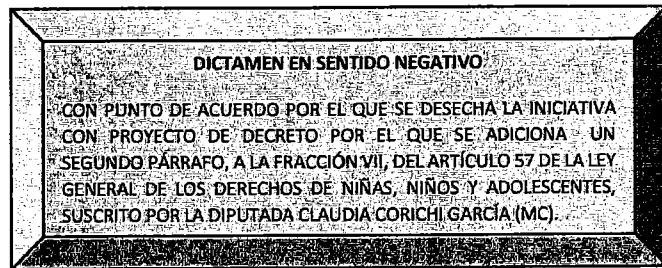 DICTAMEN EN SENTIDO NEGATIVO
CON PUNTO DE ACUERDO POR EL QUE SE DESECHA LA INICIATIVA
CON PROYECTO DE DECRETO POR EL QUE SE ADICIONA UN
SEGUNDO PÁRRAFO, A LA FRACCIÓN VII, DEL ARTÍCULO 57 DE LA LEY
GENERAL DE LOS DERECHOS DE NIÑAS, NIÑOS Y ADOLESCENTES,
SUSCRITO POR LA DIPUTADA CLAUDIA CORICHI GARCÍA (MC).